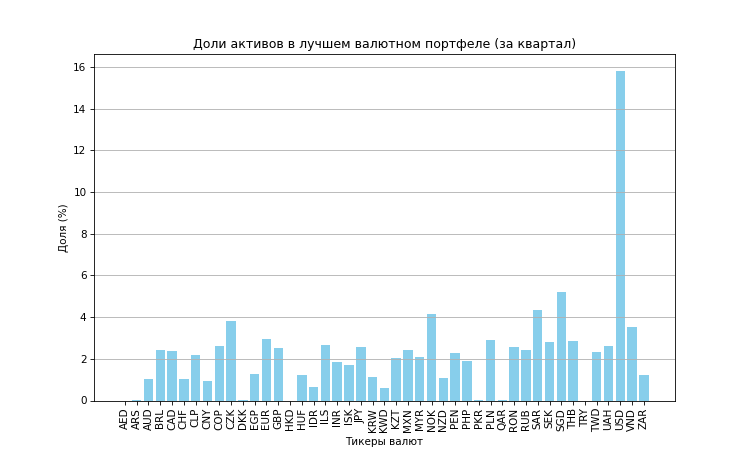 Доли активов в лучшем валютном портфеле (за квартал)
Доля (%)
16
14
12
10
8
6
4
2
0
AED ARS AUD BRL CAD CHF CLP CNY COP CZK DKK EGP EUR GBP HKD HUF IDR ILS INR ISK JPY KRW KWD KZT MXN MYR NOK NZD PEN PHP PKR PLN QAR RON RUB SAR SEK SGD THB TRY TWD UAH USD VND ZAR
Тикеры валют